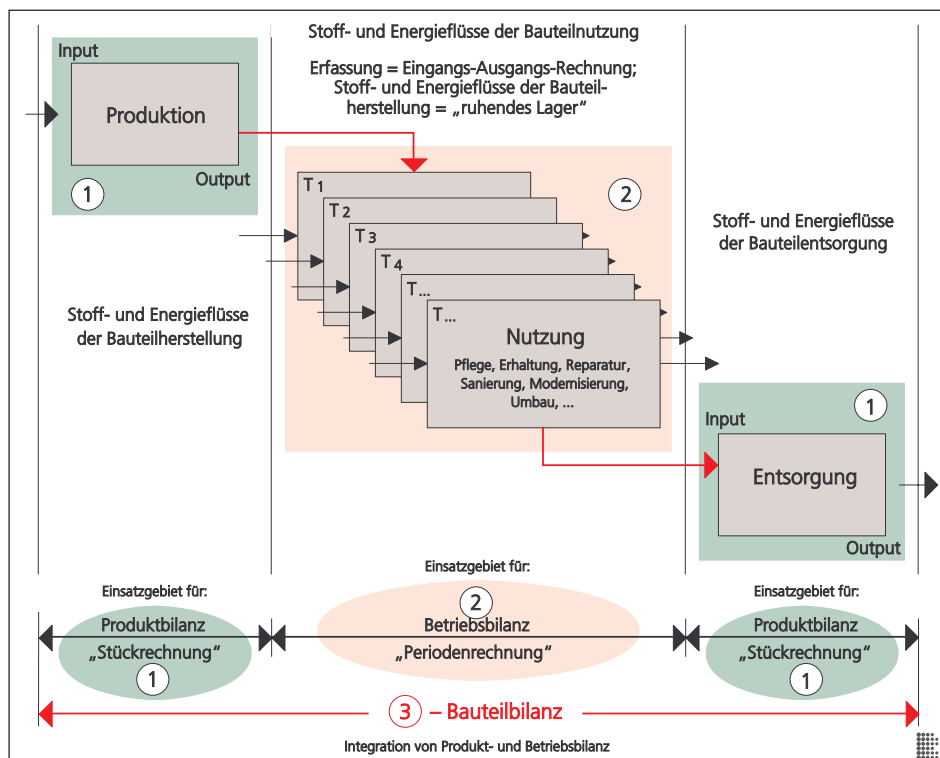 Stoff- und Energieflüsse der Bauteilnutzung
Erfassung = Eingangs-Ausgangs-Rechnung;
Stoff- und Energieflüsse der Bauteil-
herstellung = „ruhendes Lager“
Input
Produktion
Output
1
2
T 1
T 2
T 3
T 4
T...
T...
Nutzung
Pflege, Erhaltung, Reparatur,
Sanierung, Modernisierung,
Umbau, ...
Stoff- und Energieflüsse
der Bauteilherstellung
Stoff- und Energieflüsse
der Bauteilentsorgung
1
Input
Entsorgung
Output
Einsatzgebiet für:
Produktbilanz
„Stückrechnung“
1
Einsatzgebiet für:
2
Betriebsbilanz
„Periodenrechnung“
Einsatzgebiet für:
Produktbilanz
„Stückrechnung“
1
3 – Bauteilbilanz
Integration von Produkt- und Betriebsbilanz